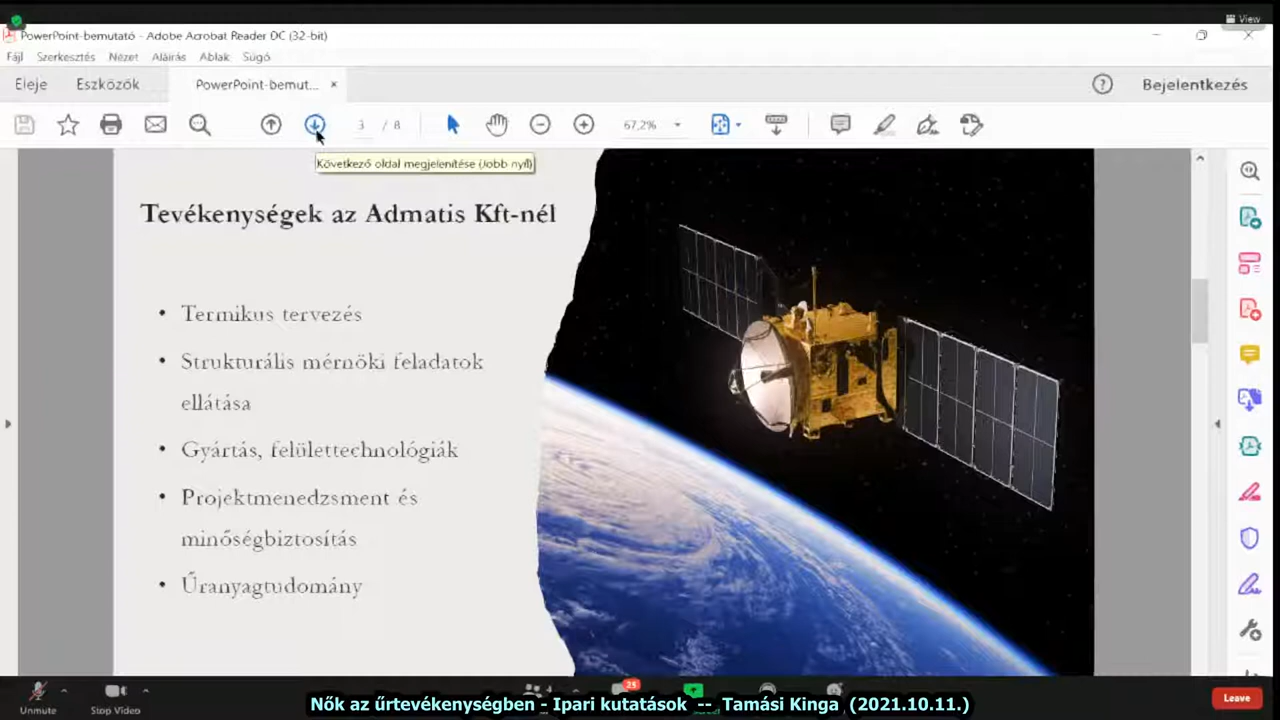 View
PowerPoint-bemutató - Adobe Acrobat Reader DC (32-bit)
Fájl Szerkesztés Nézet Aláírás Ablak Súgó
Eleje Eszközök PowerPoint-bemut... × Bejelentkezés
3 / 8 67,2%
Következő oldal megjelenítése (Jobb nyíl)
Tevékenységek az Admatis Kft-nél
• Termikus tervezés
• Strukturális mérnöki feladatok
ellátása
• Gyártás, felülettechnológiák
• Projektmenedzsment és
minőségbiztosítás
• Űranyagtudomány
23
Unmute Stop Video Leave
Nők az űrtevékenységben - Ipari kutatások -- Tamási Kinga (2021.10.11.)